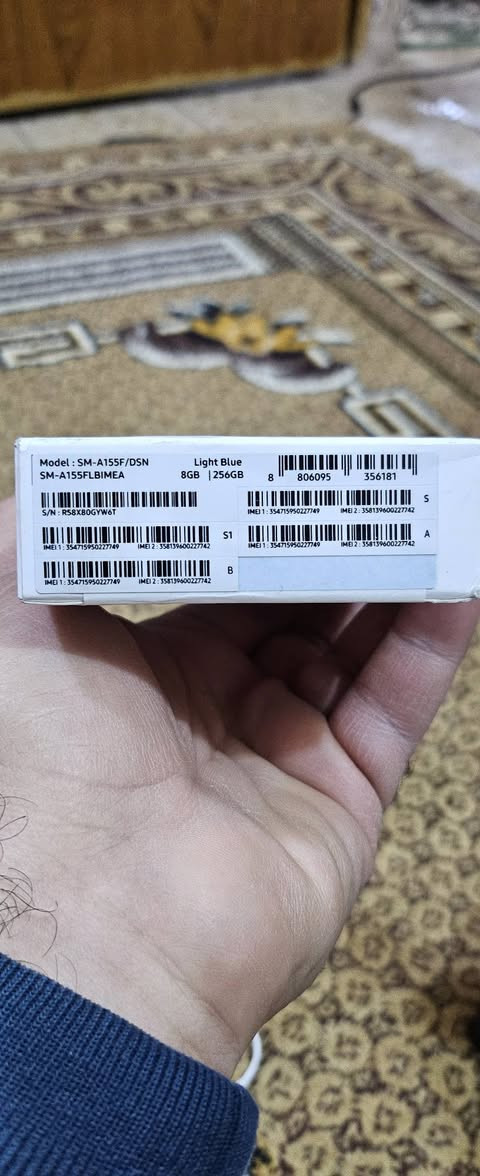 Model : SM-A155F/DSN Light Blue
SM-A155FLBIMEA 8GB | 256GB
8 806095 356181
S/N : R58X80GYW6T
S
IMEI 1 : 354715950227749 IMEI 2 : 358139600227742
S1
IMEI 1 : 354715950227749 IMEI 2 : 358139600227742
A
IMEI 1 : 354715950227749 IMEI 2 : 358139600227742
B
IMEI 1 : 354715950227749 IMEI 2 : 358139600227742